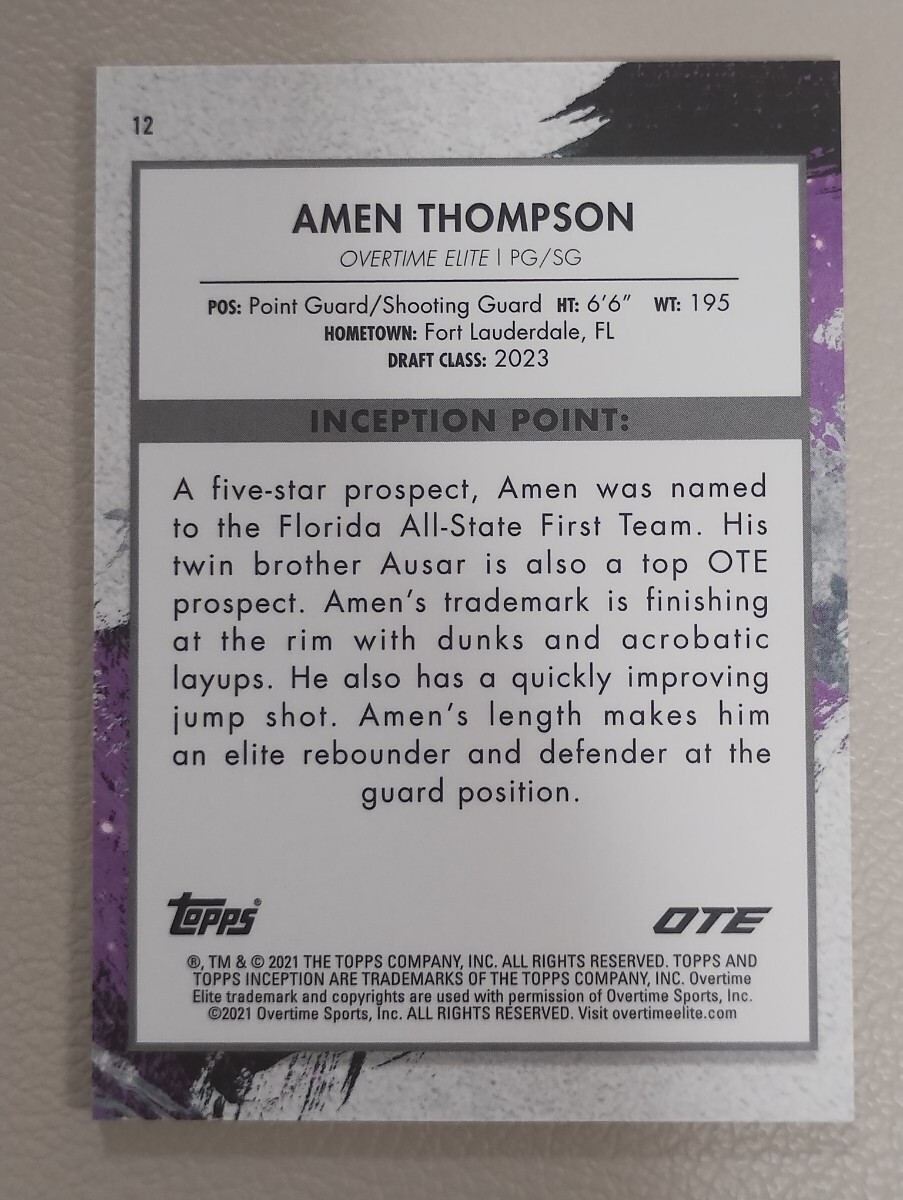 12
AMEN THOMPSON
OVERTIME ELITE | PG/SG
POS: Point Guard/Shooting Guard HT: 6'6" WT: 195
HOMETOWN: Fort Lauderdale, FL
DRAFT CLASS: 2023
INCEPTION POINT:
A five-star prospect, Amen was named
to the Florida All-State First Team. His
twin brother Ausar is also a top OTE
prospect. Amen's trademark is finishing
at the rim with dunks and acrobatic
layups. He also has a quickly improving
jump shot. Amen's length makes him
an elite rebounder and defender at the
guard position.
topps®
OTE
®, TM & © 2021 THE TOPPS COMPANY, INC. ALL RIGHTS RESERVED. TOPPS AND
TOPPS INCEPTION ARE TRADEMARKS OF THE TOPPS COMPANY, INC. Overtime
Elite trademark and copyrights are used with permission of Overtime Sports, Inc.
©2021 Overtime Sports, Inc. ALL RIGHTS RESERVED. Visit overtimeelite.com